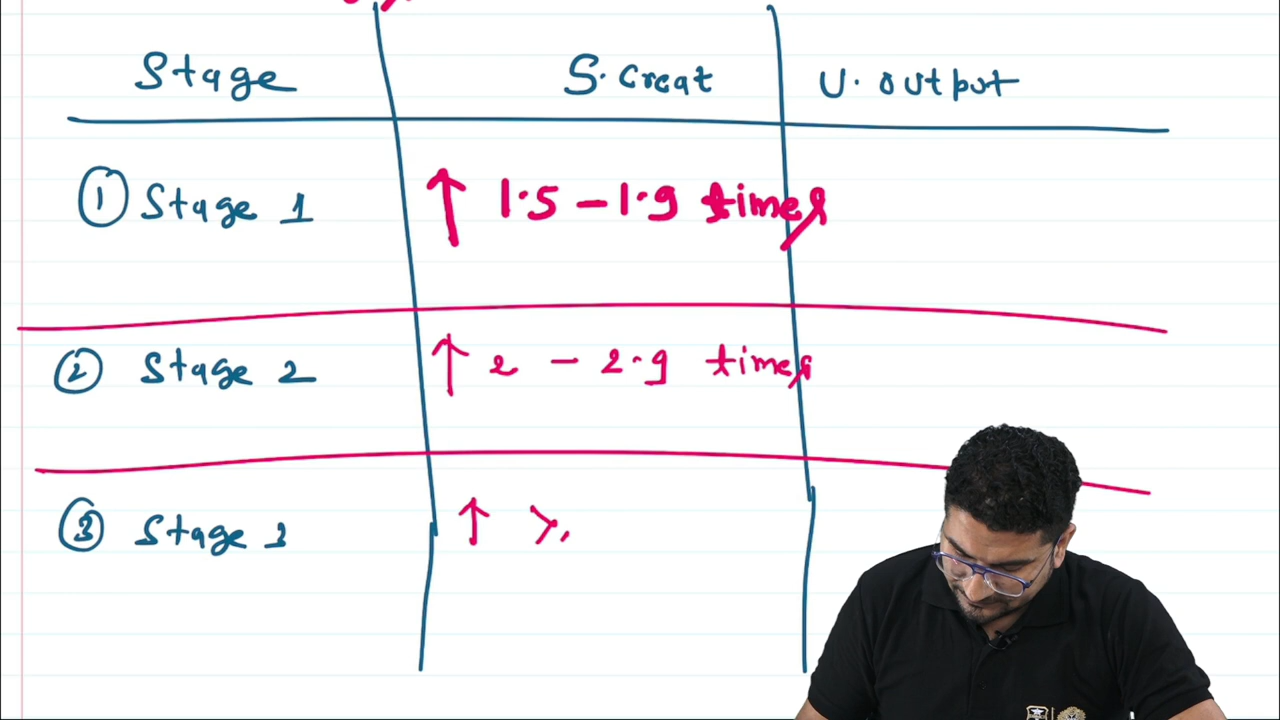 Stage S. Creat U. output
① Stage 1 ↑ 1.5 – 1.9 times
② Stage 2 ↑ 2 – 2.9 times
③ Stage 3 ↑ ⩾